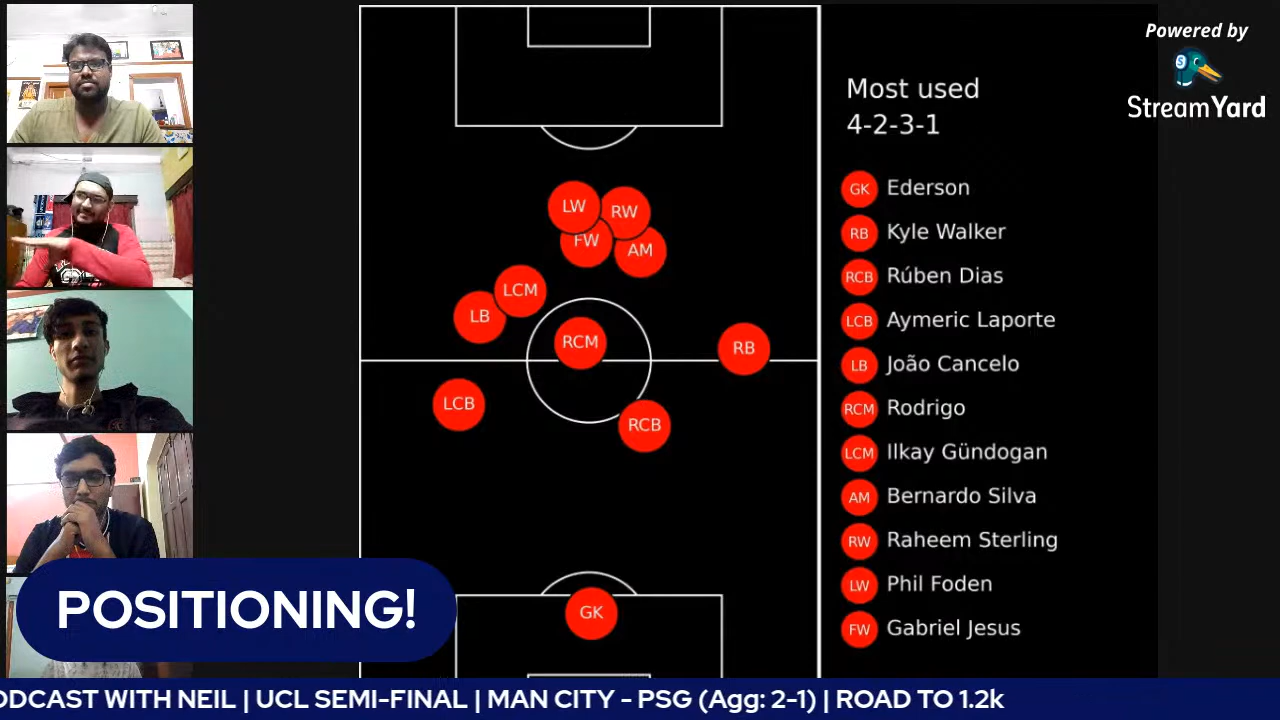 Powered by
StreamYard
Most used
4-2-3-1
GK Ederson
RB Kyle Walker
RCB Rúben Dias
LCB Aymeric Laporte
LB João Cancelo
RCM Rodrigo
LCM Ilkay Gündogan
AM Bernardo Silva
RW Raheem Sterling
LW Phil Foden
FW Gabriel Jesus
LW
RW
FW
AM
LCM
LB
RCM
RB
LCB
RCB
GK
POSITIONING!
ODCAST WITH NEIL | UCL SEMI-FINAL | MAN CITY - PSG (Agg: 2-1) | ROAD TO 1.2k